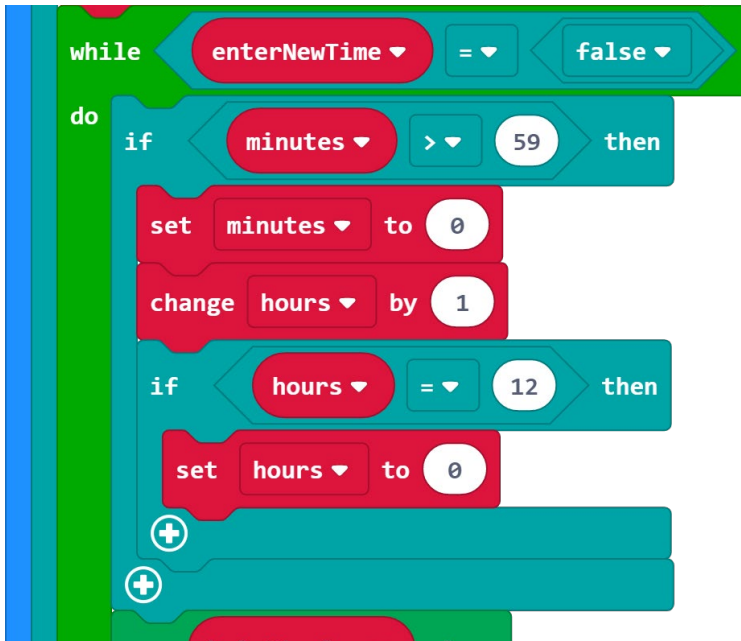 while enterNewTime = false
do
if minutes > 59 then
set minutes to 0
change hours by 1
if hours = 12 then
set hours to 0